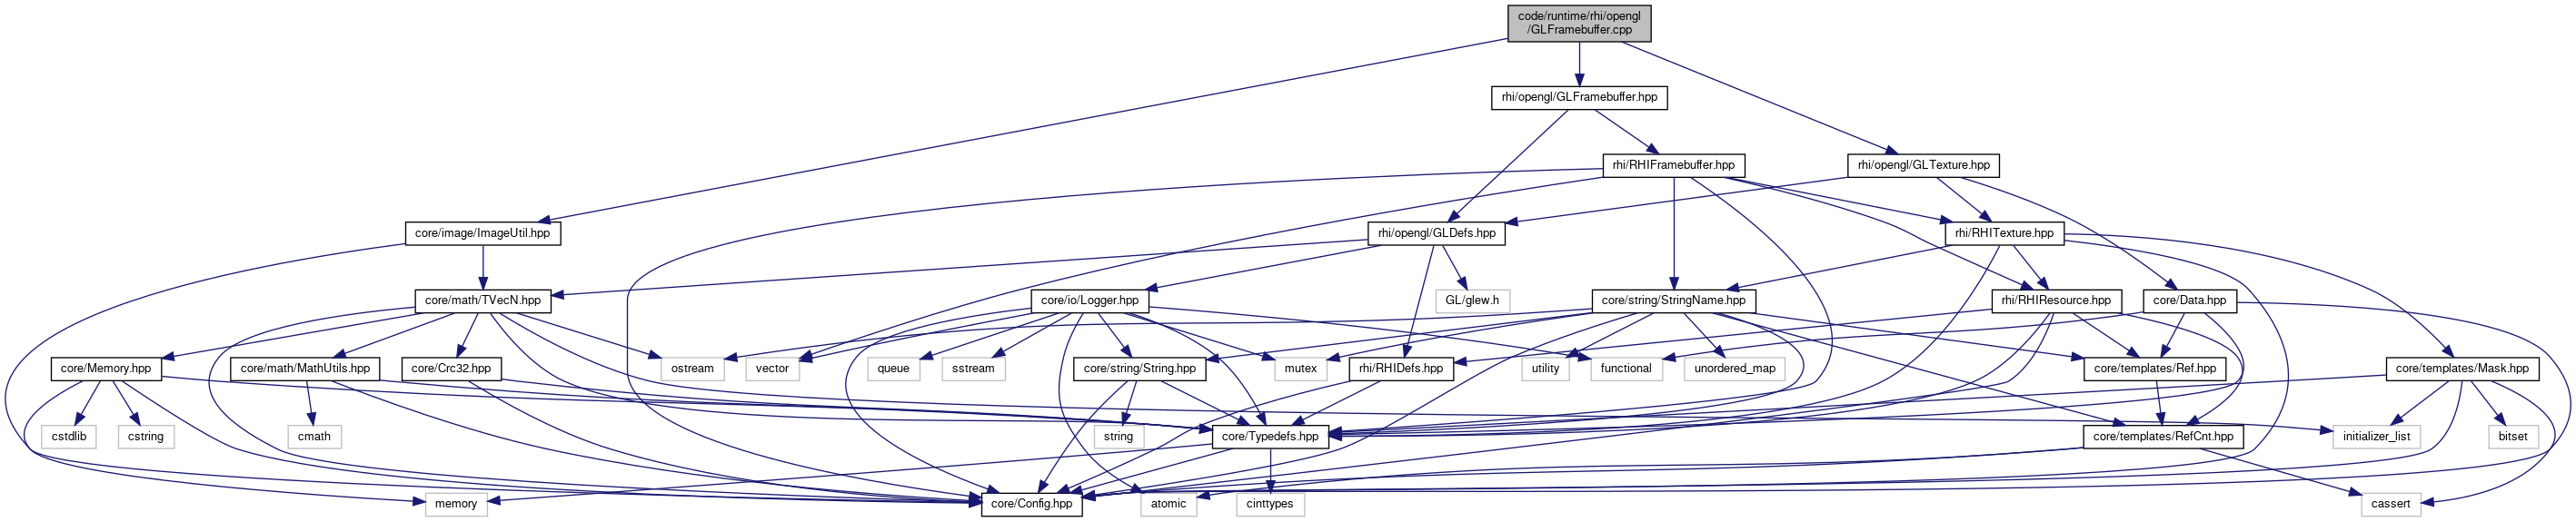 code/runtime/rhi/opengl
/GLFramebuffer.cpp
rhi/opengl/GLFramebuffer.hpp
rhi/RHIFramebuffer.hpp
rhi/opengl/GLTexture.hpp
core/image/ImageUtil.hpp
rhi/opengl/GLDefs.hpp
rhi/RHITexture.hpp
core/math/TVecN.hpp
core/io/Logger.hpp
GL/glew.h
core/string/StringName.hpp
rhi/RHIResource.hpp
core/Data.hpp
core/Memory.hpp
core/math/MathUtils.hpp
core/Crc32.hpp
ostream
vector
queue
sstream
core/string/String.hpp
mutex
rhi/RHIDefs.hpp
utility
functional
unordered_map
core/templates/Ref.hpp
core/templates/Mask.hpp
cstdlib
cstring
cmath
string
core/Typedefs.hpp
core/templates/RefCnt.hpp
initializer_list
bitset
memory
core/Config.hpp
atomic
cinttypes
cassert